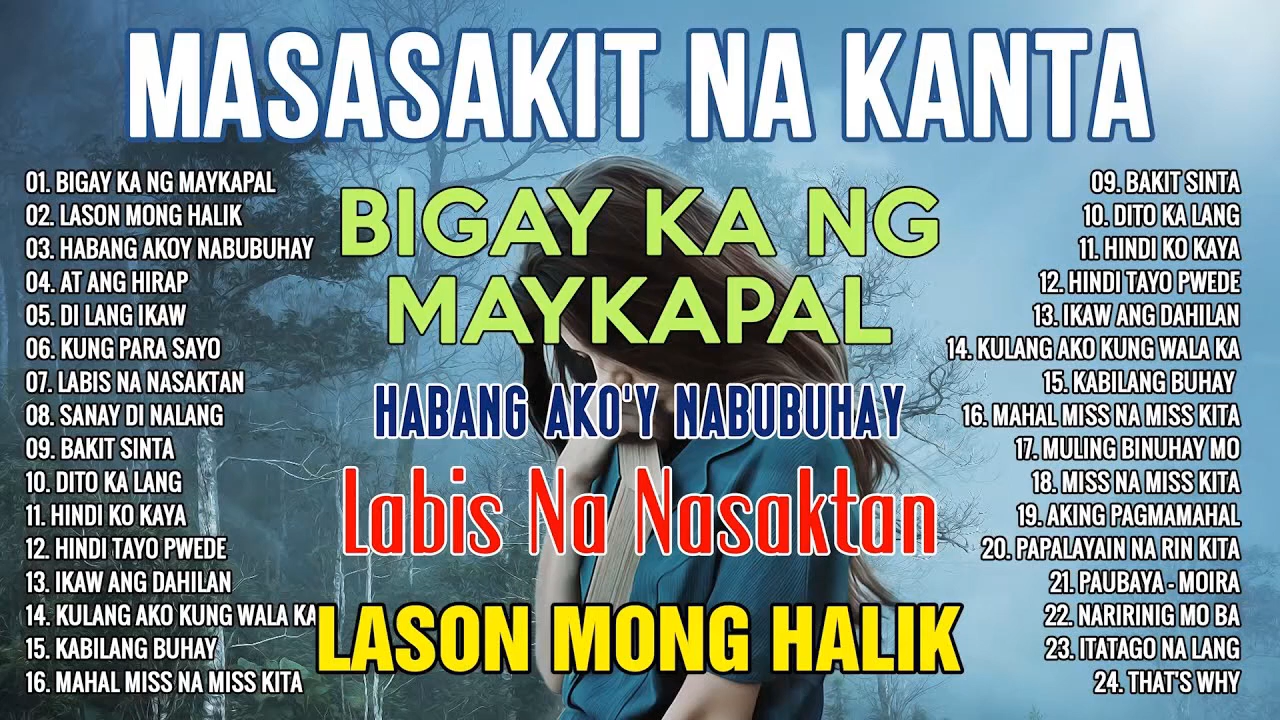 MASASAKIT NA KANTA
01. BIGAY KA NG MAYKAPAL
02. LASON MONG HALIK
03. HABANG AKOY NABUBUHAY
04. AT ANG HIRAP
05. DI LANG IKAW
06. KUNG PARA SAYO
07. LABIS NA NASAKTAN
08. SANAY DI NALANG
09. BAKIT SINTA
10. DITO KA LANG
11. HINDI KO KAYA
12. HINDI TAYO PWEDE
13. IKAW ANG DAHILAN
14. KULANG AKO KUNG WALA KA
15. KABILANG BUHAY
16. MAHAL MISS NA MISS KITA
BIGAY KA NG
MAYKAPAL
HABANG AKO'Y NABUBUHAY
Labis Na Nasaktan
LASON MONG HALIK
09. BAKIT SINTA
10. DITO KA LANG
11. HINDI KO KAYA
12. HINDI TAYO PWEDE
13. IKAW ANG DAHILAN
14. KULANG AKO KUNG WALA KA
15. KABILANG BUHAY
16. MAHAL MISS NA MISS KITA
17. MULING BINUHAY MO
18. MISS NA MISS KITA
19. AKING PAGMAMAHAL
20. PAPALAYAIN NA RIN KITA
21. PAUBAYA - MOIRA
22. NARIRINIG MO BA
23. ITATAGO NA LANG
24. THAT'S WHY